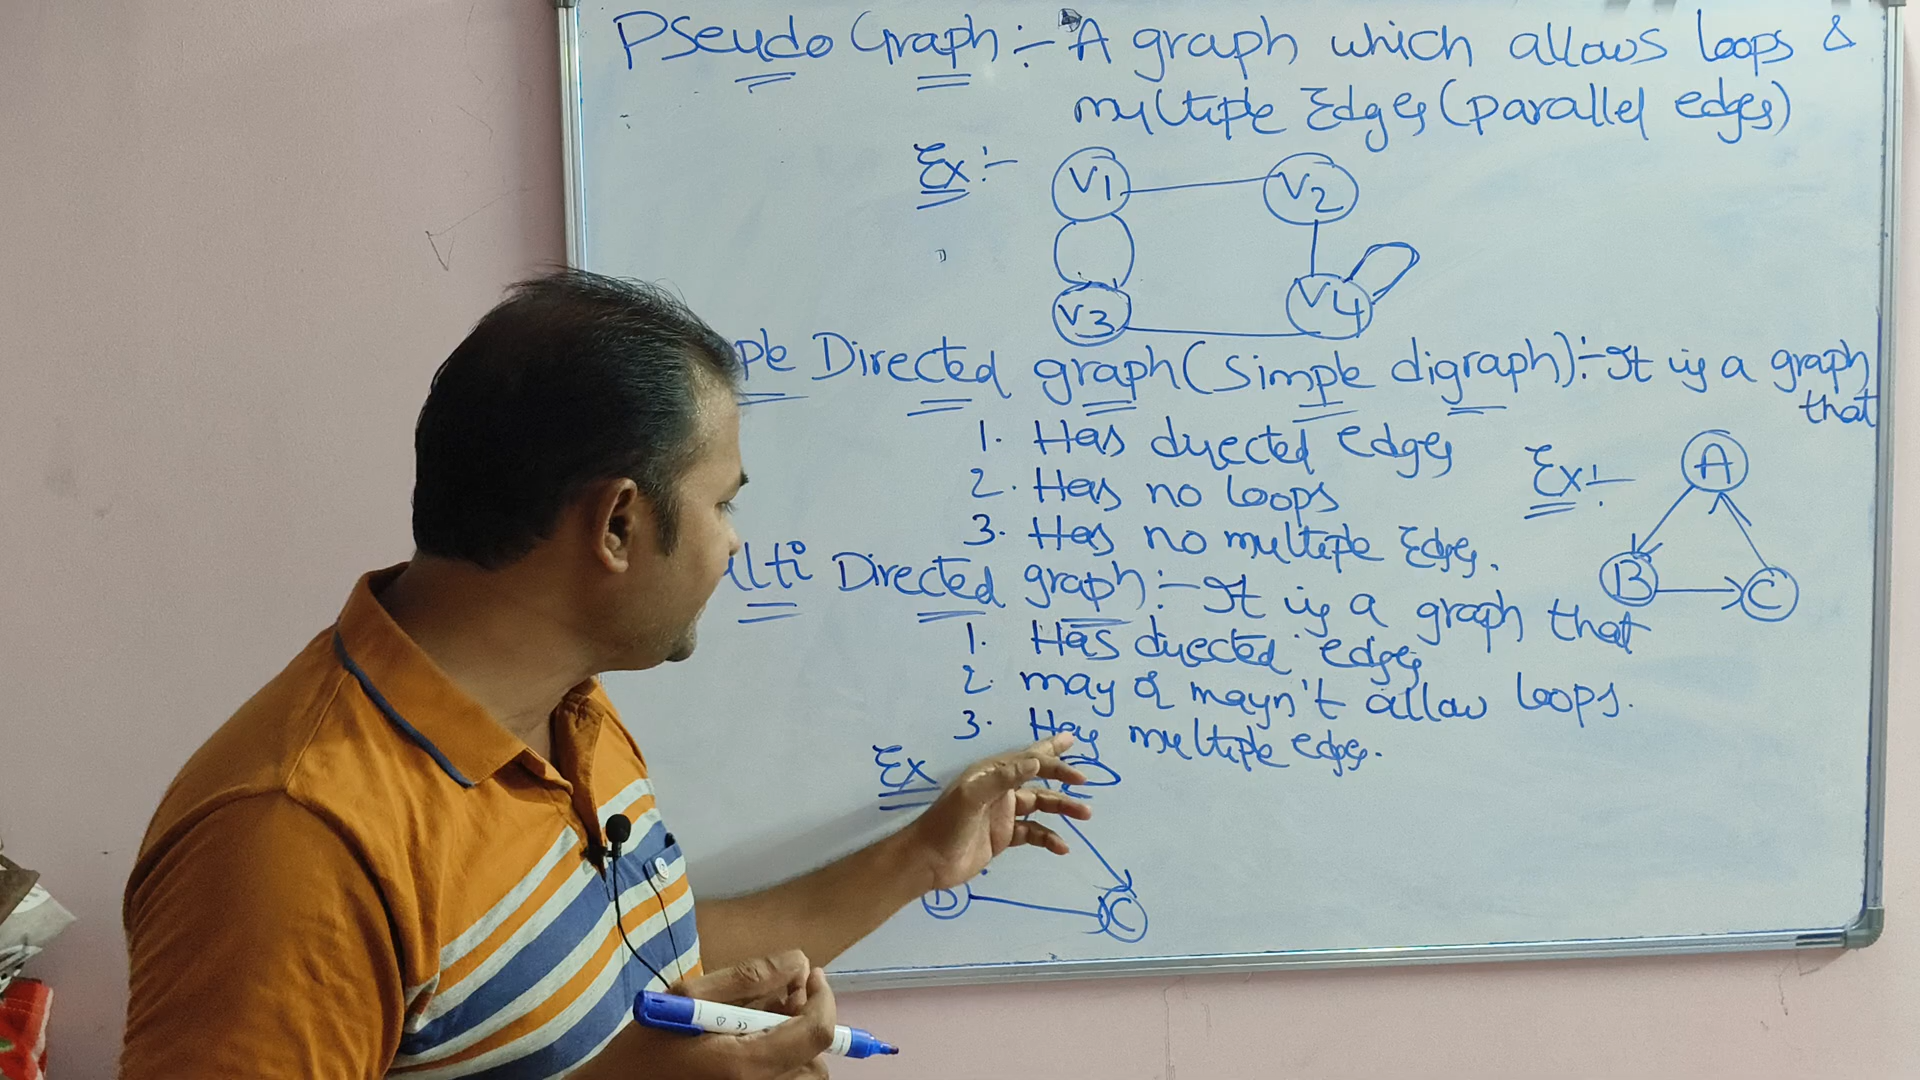 Pseudo Graph :- A graph which allows loops &
multiple Edges (parallel edges)
Ex :-
V1 V2
V3 V4
Directed graph (simple digraph) :- It is a graph
that
1. Has directed edges
2. Has no loops
3. Has no multiple Edges.
Ex :-
A
B C
Directed graph :- It is a graph that
1. Has directed edges
2. may or mayn't allow loops.
3. Has multiple edges.
Ex
C